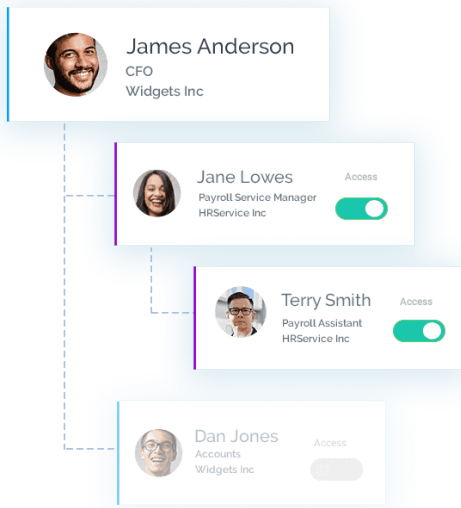 James Anderson
CFO
Widgets Inc
Jane Lowes
Access
Payroll Service Manager
HRService Inc
Terry Smith
Access
Payroll Assistant
HRService Inc
Dan Jones
Access
Accounts
Widgets Inc